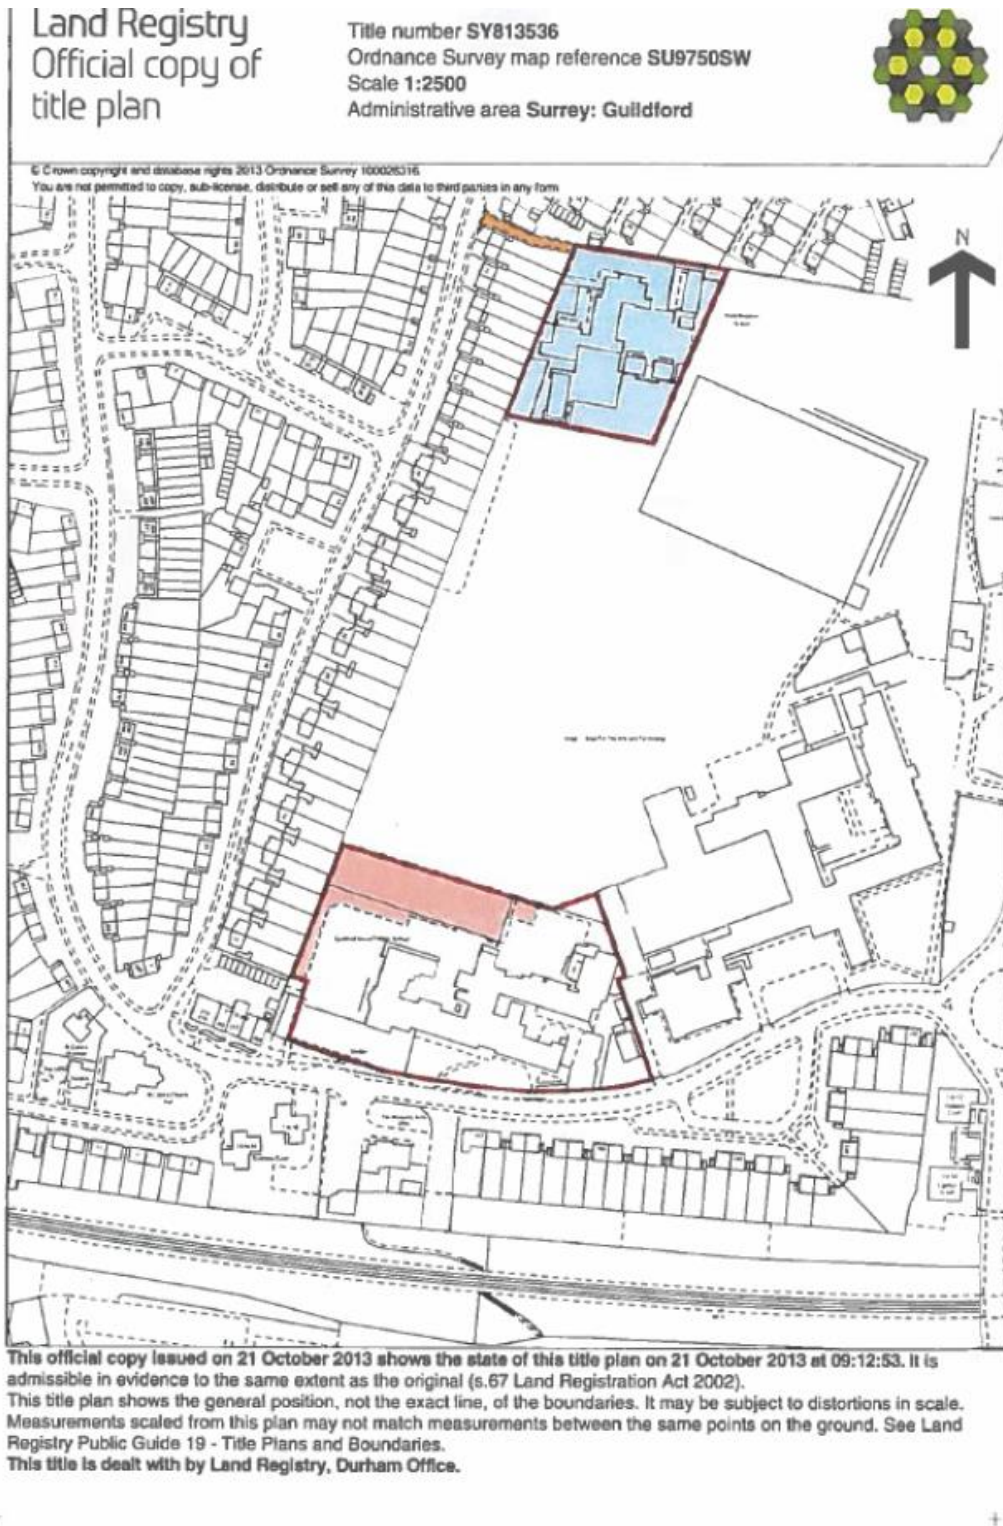 Land Registry
Official copy of
title plan
Title number SY813536
Ordnance Survey map reference SU9750SW
Scale 1:2500
Administrative area Surrey: Guildford
© Crown copyright and database rights 2013 Ordnance Survey 100026316.
You are not permitted to copy, sub-license, distribute or sell any of this data to third parties in any form
N
This official copy issued on 21 October 2013 shows the state of this title plan on 21 October 2013 at 09:12:53. It is
admissible in evidence to the same extent as the original (s.67 Land Registration Act 2002).
This title plan shows the general position, not the exact line, of the boundaries. It may be subject to distortions in scale.
Measurements scaled from this plan may not match measurements between the same points on the ground. See Land
Registry Public Guide 19 - Title Plans and Boundaries.
This title is dealt with by Land Registry, Durham Office.